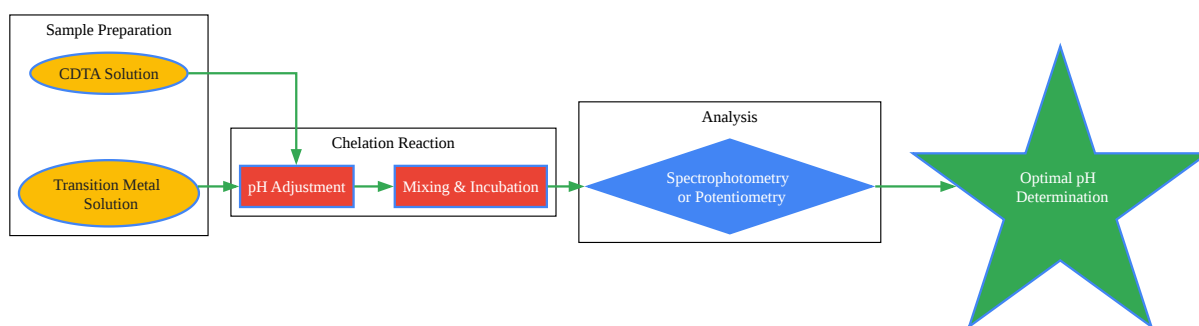 Sample Preparation
CDTA Solution
Transition Metal
Solution
Chelation Reaction
pH Adjustment
Mixing & Incubation
Analysis
Spectrophotometry
or Potentiometry
Optimal pH
Determination